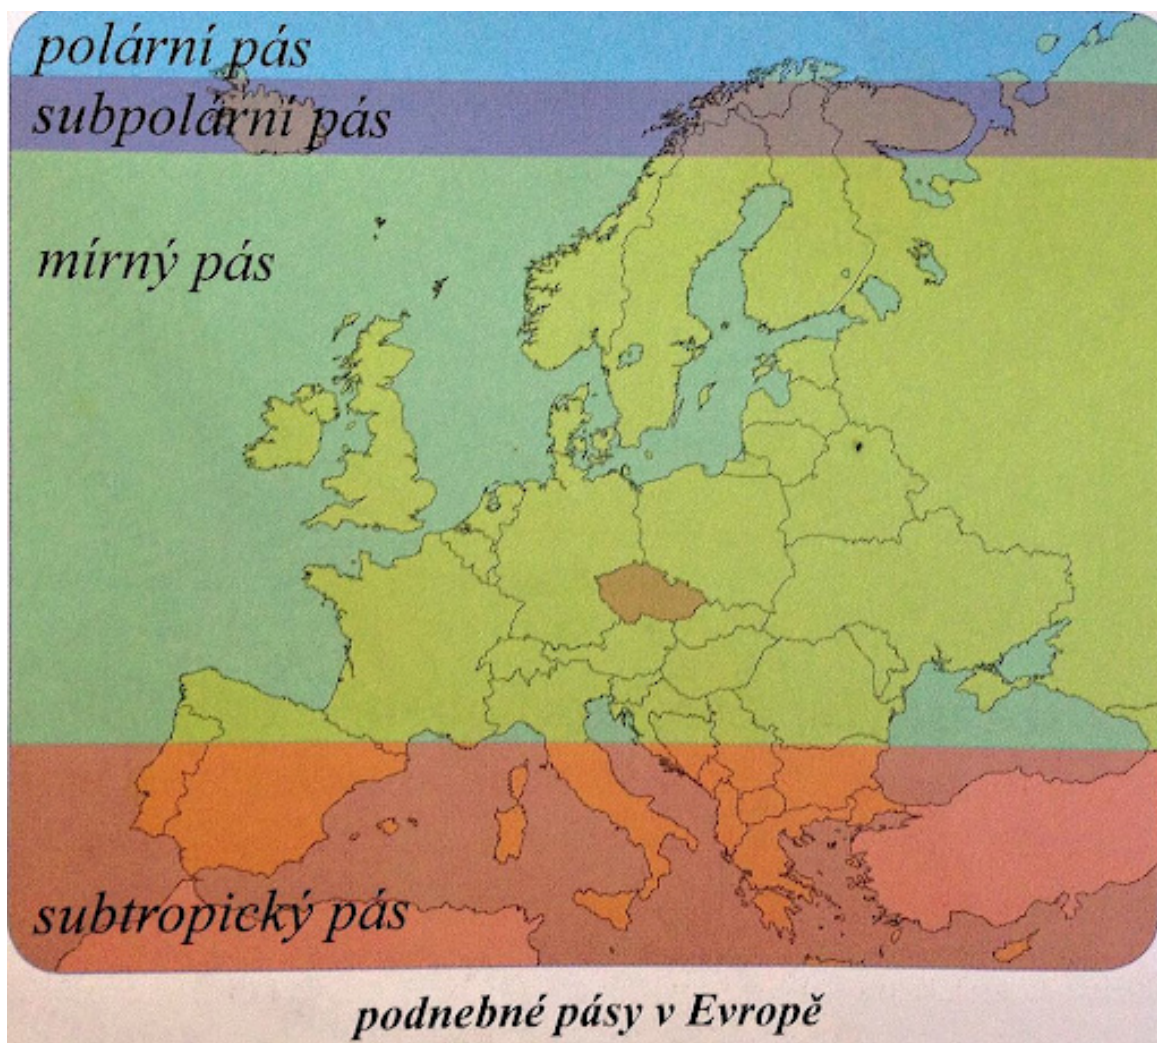 polární pás
subpolární pás
mírný pás
subtropický pás
podnebné pásy v Evropě